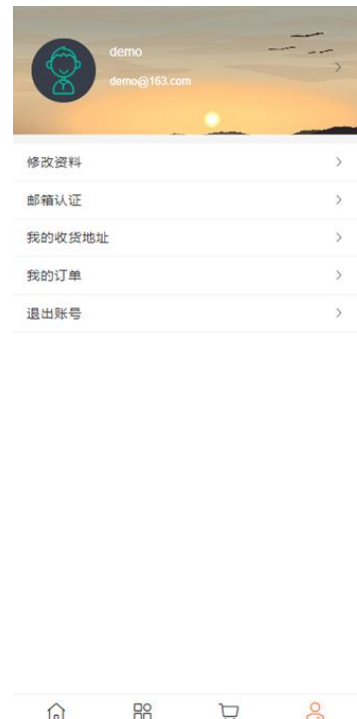 demo
demo@163.com
修改资料
邮箱认证
我的收货地址
我的订单
退出账号